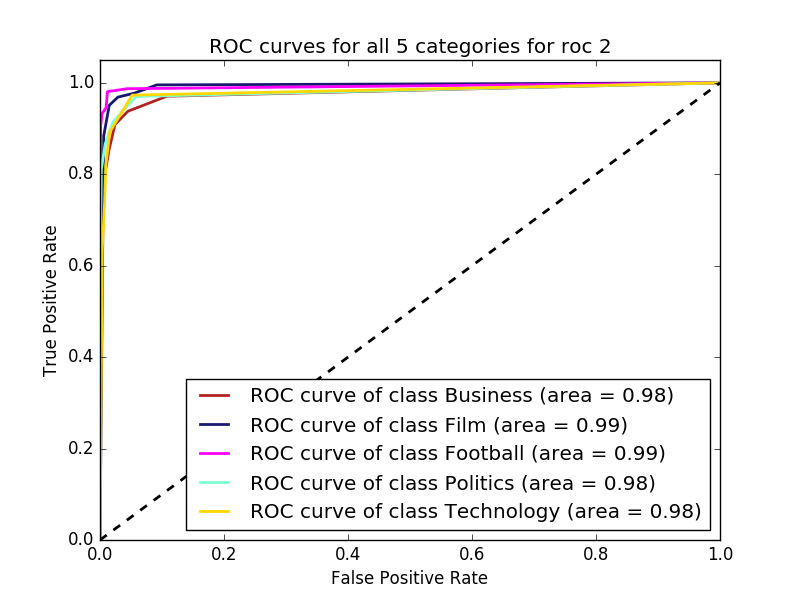 ROC curves for all 5 categories for roc 2
1.0
0.8
0.6
0.4
0.2
0.0
True Positive Rate
ROC curve of class Business (area = 0.98)
ROC curve of class Film (area = 0.99)
ROC curve of class Football (area = 0.99)
ROC curve of class Politics (area = 0.98)
ROC curve of class Technology (area = 0.98)
0.0 0.2 0.4 0.6 0.8 1.0
False Positive Rate